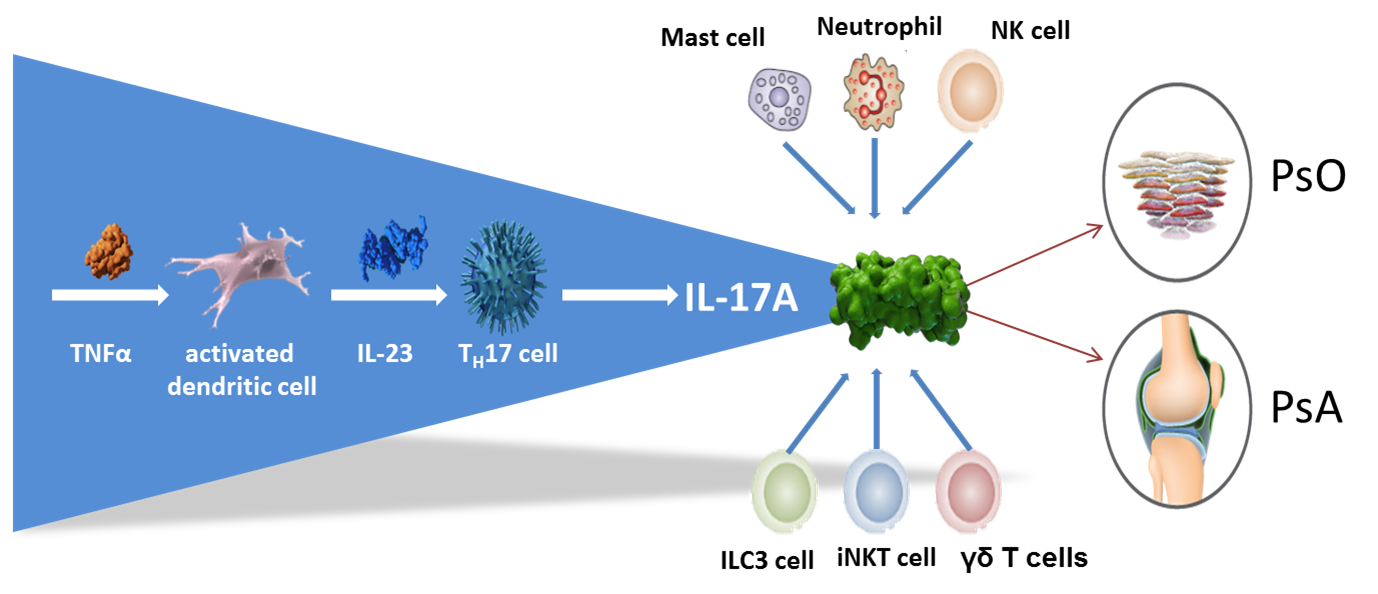 Mast cell
Neutrophil
NK cell
PsO
IL-17A
TNFα
activated
dendritic cell
IL-23
TH17 cell
PsA
ILC3 cell
iNKT cell
γδ T cells